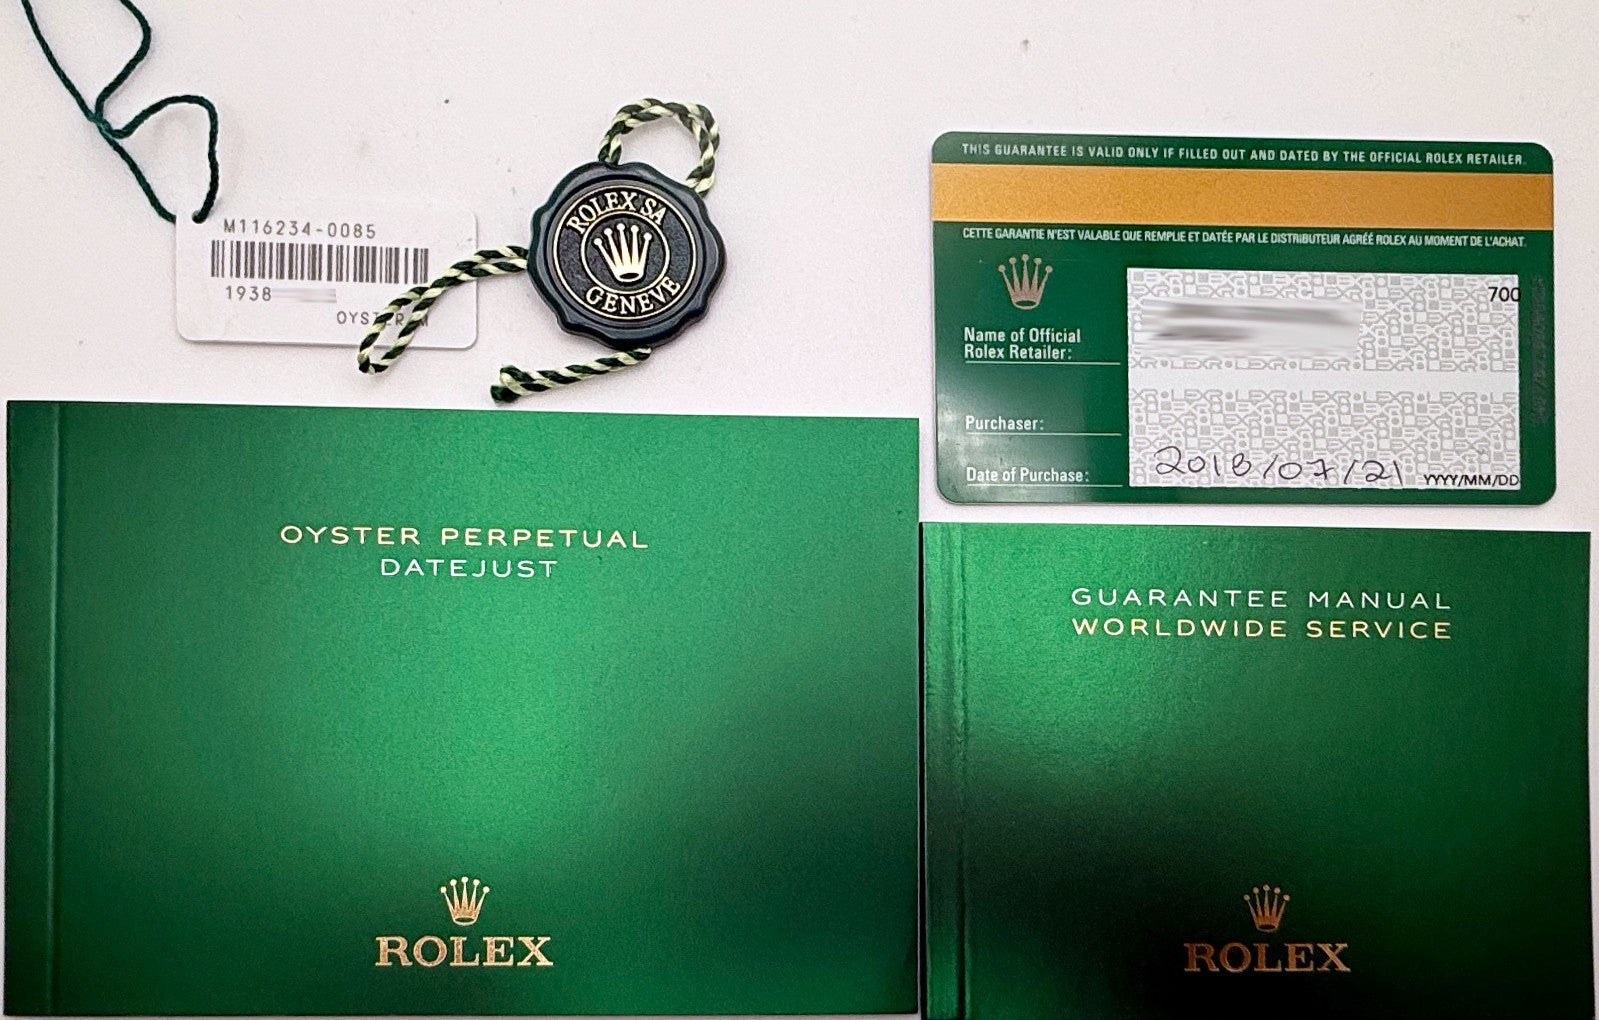 M116234-0085
1938
OYSTER M
ROLEX SA
GENEVE
THIS GUARANTEE IS VALID ONLY IF FILLED OUT AND DATED BY THE OFFICIAL ROLEX RETAILER.
CETTE GARANTIE N'EST VALABLE QUE REMPLIE ET DATÉE PAR LE DISTRIBUTEUR AGRÉÉ ROLEX AU MOMENT DE L'ACHAT.
700
Name of Official
Rolex Retailer:
Purchaser:
Date of Purchase: 2018/07/21 YYYY/MM/DD
OYSTER PERPETUAL
DATEJUST
ROLEX
GUARANTEE MANUAL
WORLDWIDE SERVICE
ROLEX